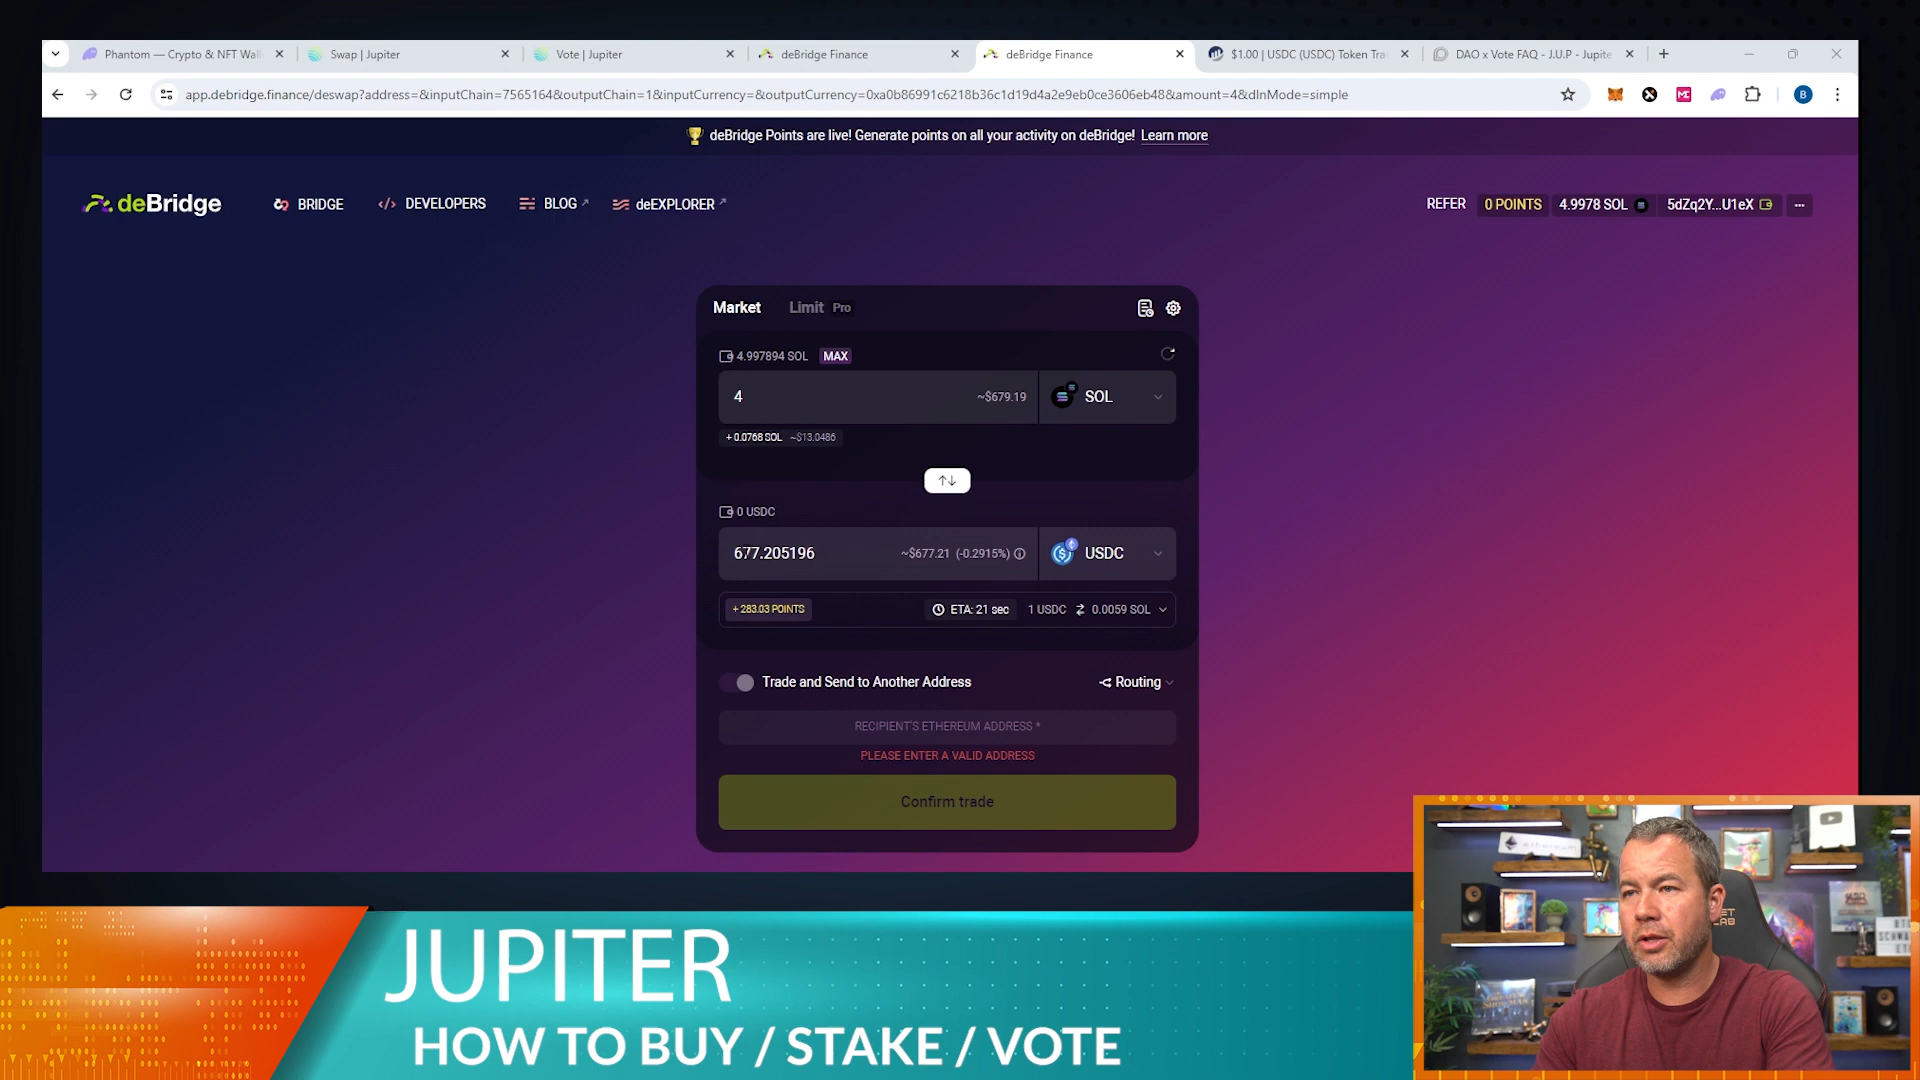 Phantom — Crypto & NFT Wall
Swap | Jupiter
Vote | Jupiter
deBridge Finance
deBridge Finance
$1.00 | USDC (USDC) Token Tra
DAO x Vote FAQ - J.U.P - Jupite
app.debridge.finance/deswap?address=&inputChain=7565164&outputChain=1&inputCurrency=&outputCurrency=0xa0b86991c6218b36c1d19d4a2e9eb0ce3606eb48&amount=4&dlnMode=simple
B
deBridge Points are live! Generate points on all your activity on deBridge! Learn more
deBridge
BRIDGE
</> DEVELOPERS
BLOG
deEXPLORER
REFER
0 POINTS
4.9978 SOL
5dZq2Y...U1eX
...
Market
Limit Pro
4.997894 SOL MAX
4
~$679.19
SOL
+ 0.0768 SOL ~$13.0486
0 USDC
677.205196
~$677.21 (-0.2915%)
USDC
+ 283.03 POINTS
ETA: 21 sec
1 USDC ⇄ 0.0059 SOL
Trade and Send to Another Address
Routing
RECIPIENT'S ETHEREUM ADDRESS *
PLEASE ENTER A VALID ADDRESS
Confirm trade
ethereum
JUPITER
HOW TO BUY / STAKE / VOTE